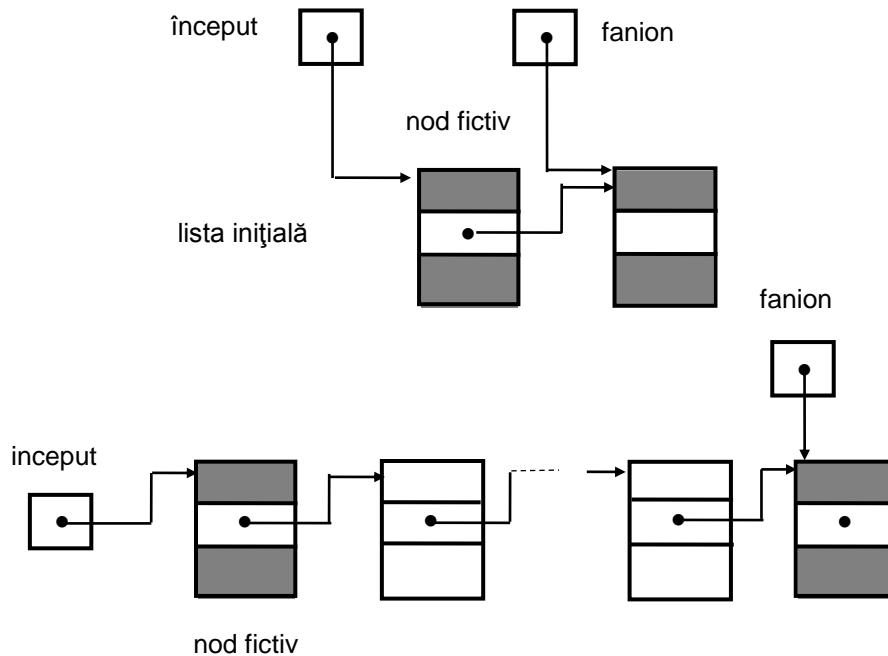 început
fanion
nod fictiv
lista iniţială
fanion
inceput
nod fictiv